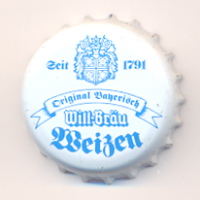 Seit 1791
Original Bayerisch
Will-Bräu
Weizen